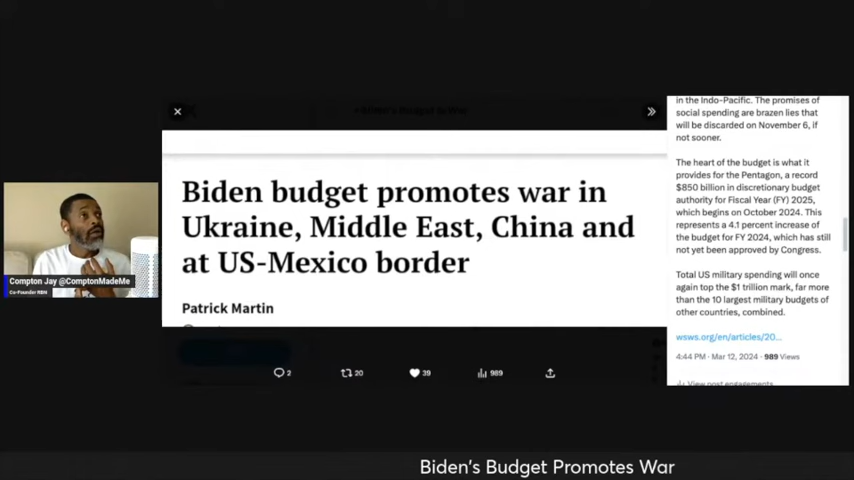 Biden budget promotes war in
Ukraine, Middle East, China and
at US-Mexico border
Patrick Martin
2
20
39
989
in the Indo-Pacific. The promises of
social spending are brazen lies that
will be discarded on November 6, if
not sooner.
The heart of the budget is what it
provides for the Pentagon, a record
$850 billion in discretionary budget
authority for Fiscal Year (FY) 2025,
which begins on October 2024. This
represents a 4.1 percent increase of
the budget for FY 2024, which has still
not yet been approved by Congress.
Total US military spending will once
again top the $1 trillion mark, far more
than the 10 largest military budgets of
other countries, combined.
wsws.org/en/articles/20...
4:44 PM · Mar 12, 2024 · 989 Views
View post engagements
Compton Jay @ComptonMadeMe
Co-Founder RBN
Biden's Budget Promotes War